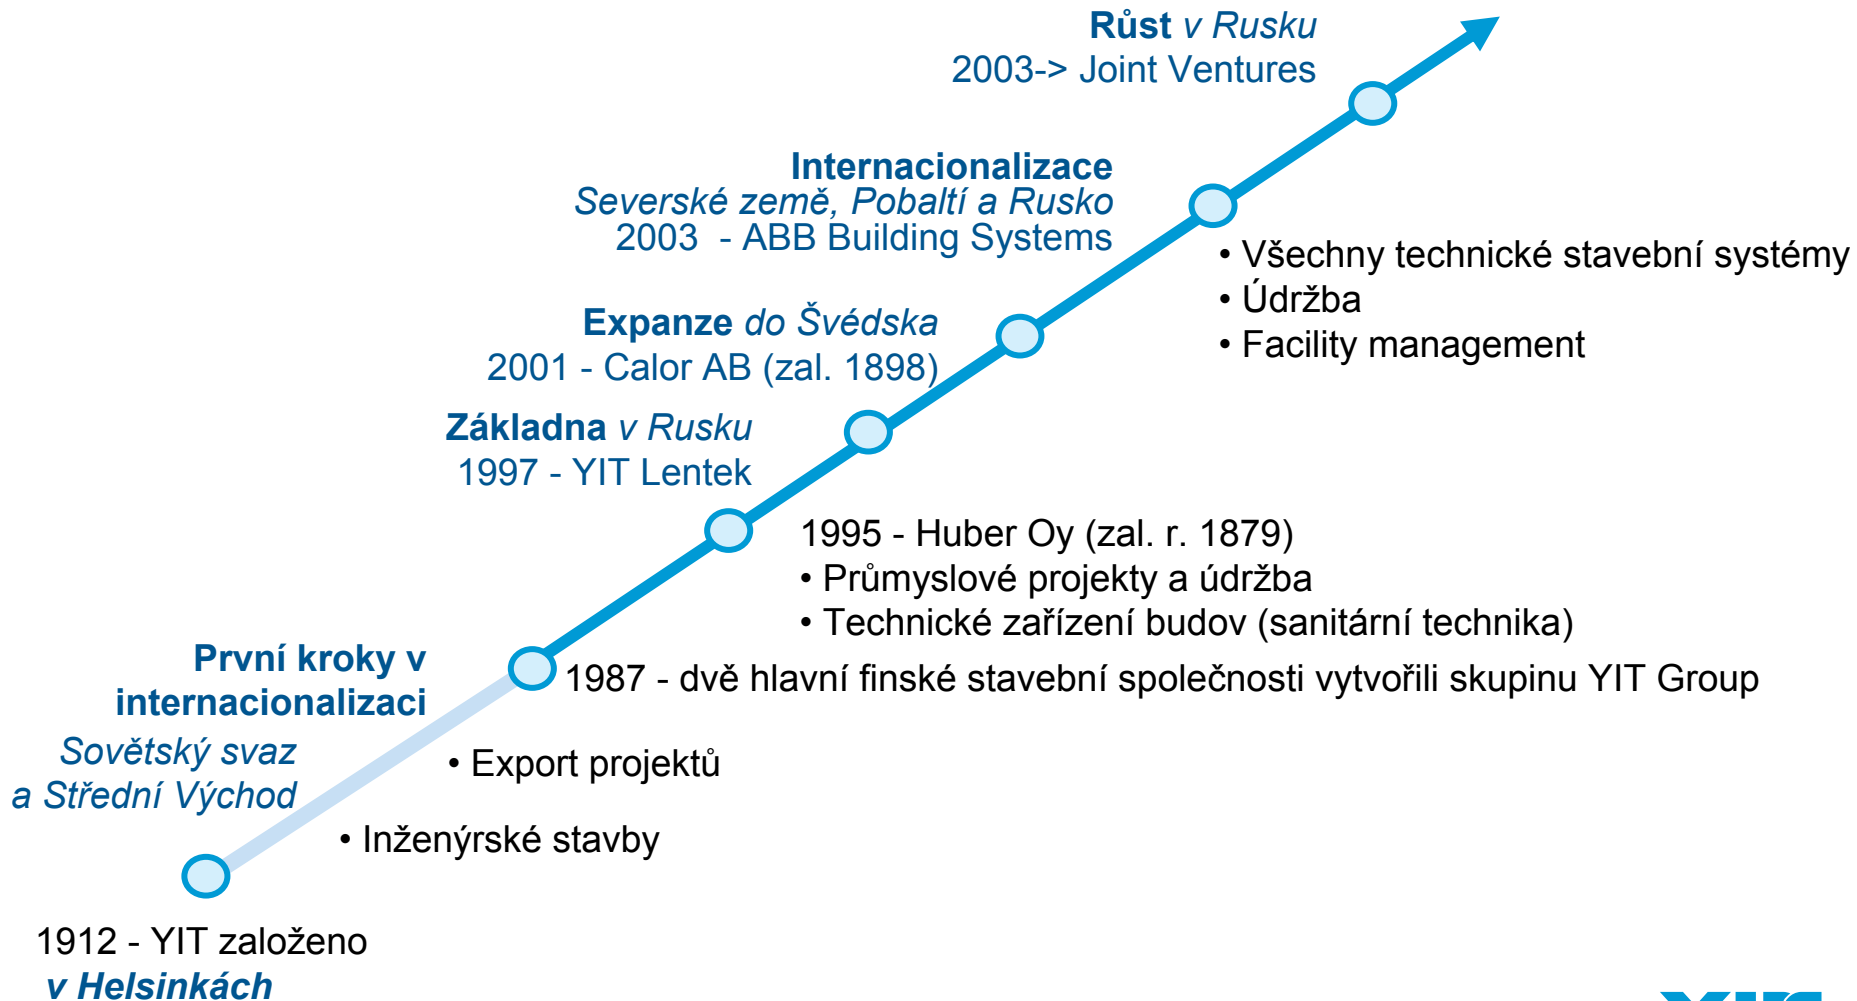 Růst v Rusku
2003-> Joint Ventures
Internacionalizace
Severské země, Pobaltí a Rusko
2003 - ABB Building Systems
• Všechny technické stavební systémy
• Údržba
• Facility management
Expanze do Švédska
2001 - Calor AB (zal. 1898)
Základna v Rusku
1997 - YIT Lentek
1995 - Huber Oy (zal. r. 1879)
• Průmyslové projekty a údržba
• Technické zařízení budov (sanitární technika)
1987 - dvě hlavní finské stavební společnosti vytvořili skupinu YIT Group
První kroky v
internacionalizaci
Sovětský svaz
a Střední Východ
• Export projektů
• Inženýrské stavby
1912 - YIT založeno
v Helsinkách